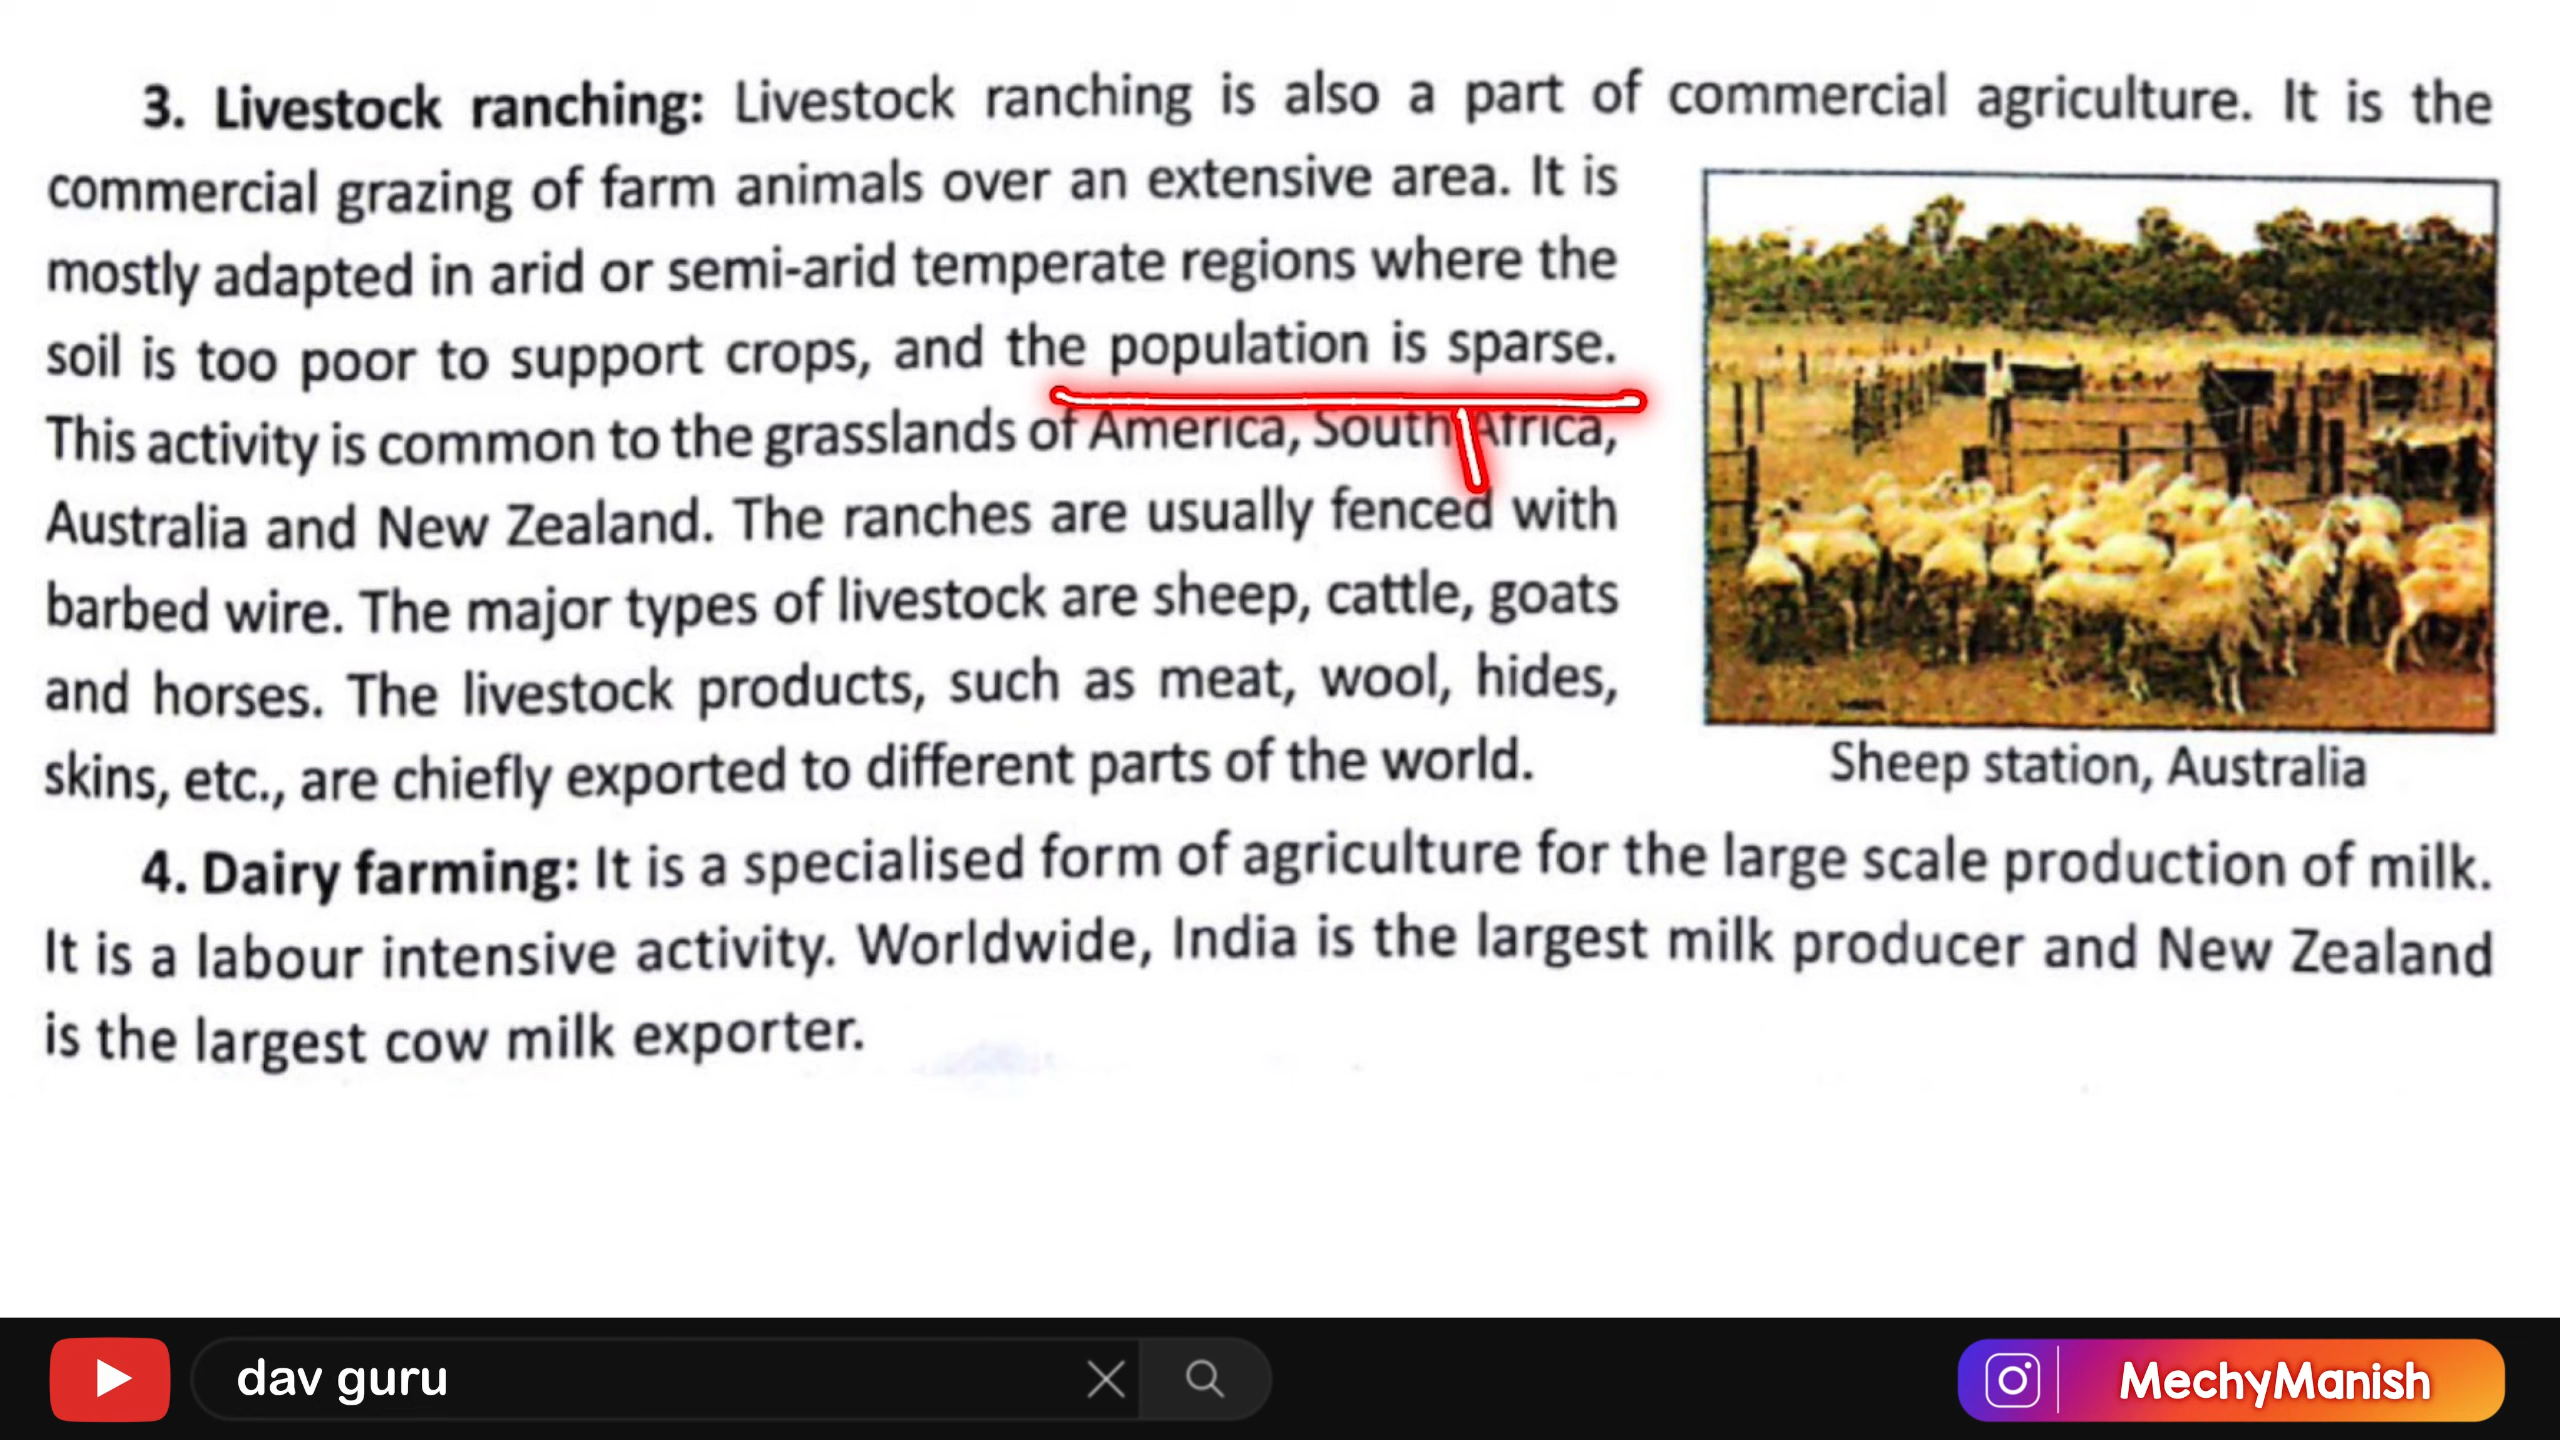 3. Livestock ranching: Livestock ranching is also a part of commercial agriculture. It is the
commercial grazing of farm animals over an extensive area. It is
mostly adapted in arid or semi-arid temperate regions where the
soil is too poor to support crops, and the population is sparse.
This activity is common to the grasslands of America, South Africa,
Australia and New Zealand. The ranches are usually fenced with
barbed wire. The major types of livestock are sheep, cattle, goats
and horses. The livestock products, such as meat, wool, hides,
skins, etc., are chiefly exported to different parts of the world.
Sheep station, Australia
4. Dairy farming: It is a specialised form of agriculture for the large scale production of milk.
It is a labour intensive activity. Worldwide, India is the largest milk producer and New Zealand
is the largest cow milk exporter.
dav guru
MechyManish